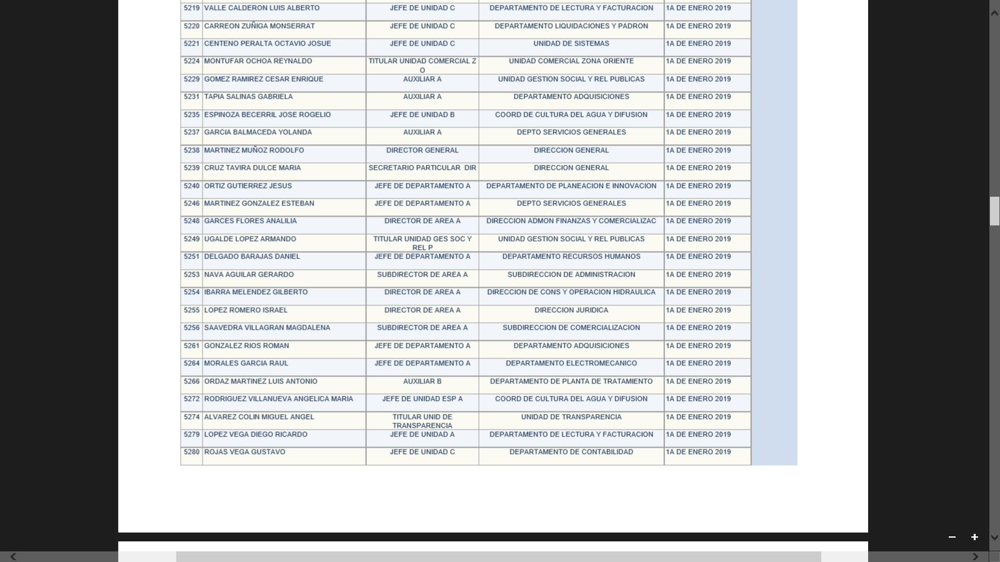 5219 VALLE CALDERON LUIS ALBERTO JEFE DE UNIDAD C DEPARTAMENTO DE LECTURA Y FACTURACION 1A DE ENERO 2019
5220 CARREON ZUÑIGA MONSERRAT JEFE DE UNIDAD C DEPARTAMENTO LIQUIDACIONES Y PADRON 1A DE ENERO 2019
5221 CENTENO PERALTA OCTAVIO JOSUE JEFE DE UNIDAD C UNIDAD DE SISTEMAS 1A DE ENERO 2019
5224 MONTUFAR OCHOA REYNALDO TITULAR UNIDAD COMERCIAL Z UNIDAD COMERCIAL ZONA ORIENTE 1A DE ENERO 2019
O
5229 GOMEZ RAMIREZ CESAR ENRIQUE AUXILIAR A UNIDAD GESTION SOCIAL Y REL PUBLICAS 1A DE ENERO 2019
5231 TAPIA SALINAS GABRIELA AUXILIAR A DEPARTAMENTO ADQUISICIONES 1A DE ENERO 2019
5235 ESPINOZA BECERRIL JOSE ROGELIO JEFE DE UNIDAD B COORD DE CULTURA DEL AGUA Y DIFUSION 1A DE ENERO 2019
5237 GARCIA BALMACEDA YOLANDA AUXILIAR A DEPTO SERVICIOS GENERALES 1A DE ENERO 2019
5238 MARTINEZ MUÑOZ RODOLFO DIRECTOR GENERAL DIRECCION GENERAL 1A DE ENERO 2019
5239 CRUZ TAVIRA DULCE MARIA SECRETARIO PARTICULAR DIR DIRECCION GENERAL 1A DE ENERO 2019
5240 ORTIZ GUTIERREZ JESUS JEFE DE DEPARTAMENTO A DEPARTAMENTO DE PLANEACION E INNOVACION 1A DE ENERO 2019
5246 MARTINEZ GONZALEZ ESTEBAN JEFE DE DEPARTAMENTO A DEPTO SERVICIOS GENERALES 1A DE ENERO 2019
5248 GARCES FLORES ANALILIA DIRECTOR DE AREA A DIRECCION ADMON FINANZAS Y COMERCIALIZAC 1A DE ENERO 2019
5249 UGALDE LOPEZ ARMANDO TITULAR UNIDAD GES SOC Y UNIDAD GESTION SOCIAL Y REL PUBLICAS 1A DE ENERO 2019
REL P
5251 DELGADO BARAJAS DANIEL JEFE DE DEPARTAMENTO A DEPARTAMENTO RECURSOS HUMANOS 1A DE ENERO 2019
5253 NAVA AGUILAR GERARDO SUBDIRECTOR DE AREA A SUBDIRECCION DE ADMINISTRACION 1A DE ENERO 2019
5254 IBARRA MELENDEZ GILBERTO DIRECTOR DE AREA A DIRECCION DE CONS Y OPERACION HIDRAULICA 1A DE ENERO 2019
5255 LOPEZ ROMERO ISRAEL DIRECTOR DE AREA A DIRECCION JURIDICA 1A DE ENERO 2019
5256 SAAVEDRA VILLAGRAN MAGDALENA SUBDIRECTOR DE AREA A SUBDIRECCION DE COMERCIALIZACION 1A DE ENERO 2019
5261 GONZALEZ RIOS ROMAN JEFE DE DEPARTAMENTO A DEPARTAMENTO ADQUISICIONES 1A DE ENERO 2019
5264 MORALES GARCIA RAUL JEFE DE DEPARTAMENTO A DEPARTAMENTO ELECTROMECANICO 1A DE ENERO 2019
5266 ORDAZ MARTINEZ LUIS ANTONIO AUXILIAR B DEPARTAMENTO DE PLANTA DE TRATAMIENTO 1A DE ENERO 2019
5272 RODRIGUEZ VILLANUEVA ANGELICA MARIA JEFE DE UNIDAD ESP A COORD DE CULTURA DEL AGUA Y DIFUSION 1A DE ENERO 2019
5274 ALVAREZ COLIN MIGUEL ANGEL TITULAR UNID DE UNIDAD DE TRANSPARENCIA 1A DE ENERO 2019
TRANSPARENCIA
5279 LOPEZ VEGA DIEGO RICARDO JEFE DE UNIDAD A DEPARTAMENTO DE LECTURA Y FACTURACION 1A DE ENERO 2019
5280 ROJAS VEGA GUSTAVO JEFE DE UNIDAD C DEPARTAMENTO DE CONTABILIDAD 1A DE ENERO 2019